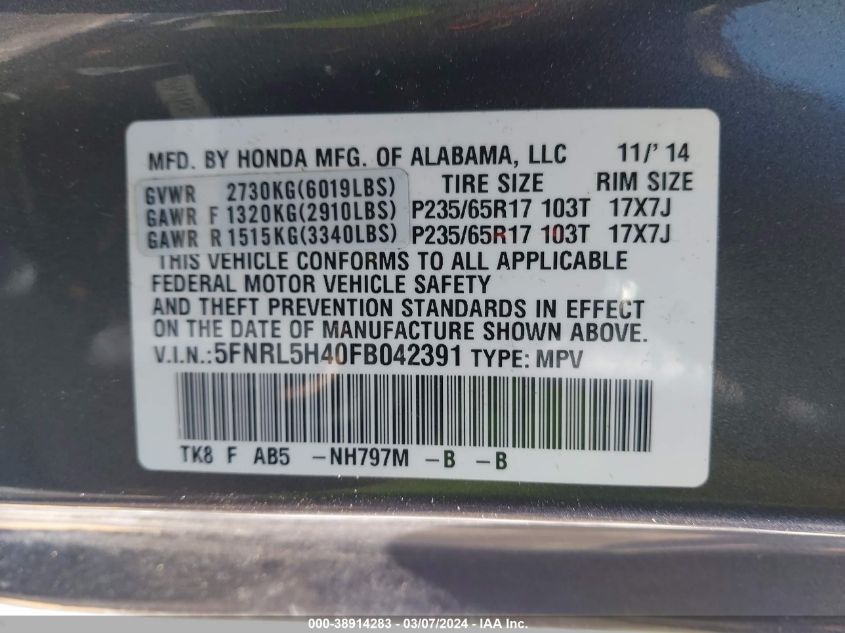 MFD. BY HONDA MFG. OF ALABAMA, LLC 11/' 14
GVWR 2730KG(6019LBS) TIRE SIZE RIM SIZE
GAWR F 1320KG(2910LBS) P235/65R17 103T 17X7J
GAWR R 1515KG(3340LBS) P235/65R17 103T 17X7J
THIS VEHICLE CONFORMS TO ALL APPLICABLE
FEDERAL MOTOR VEHICLE SAFETY
AND THEFT PREVENTION STANDARDS IN EFFECT
ON THE DATE OF MANUFACTURE SHOWN ABOVE.
V.I.N.:5FNRL5H40FB042391 TYPE: MPV
TK8 F AB5 -NH797M -B -B
000-38914283 - 03/07/2024 - IAA Inc.